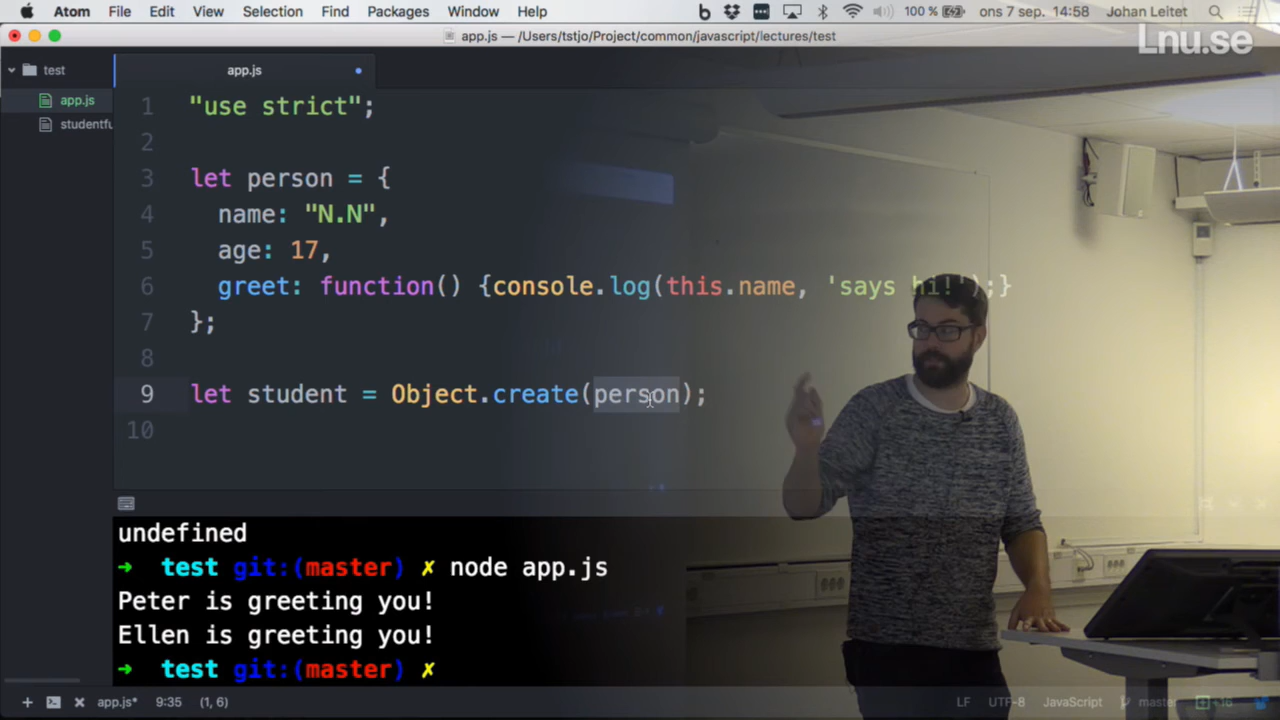 Atom File Edit View Selection Find Packages Window Help 100 % ons 7 sep. 14:58 Johan Leitet
app.js — /Users/tstjo/Project/common/javascript/lectures/test
Lnu.se
test
app.js
app.js
studentfu
1 "use strict";
2
3 let person = {
4 name: "N.N",
5 age: 17,
6 greet: function() {console.log(this.name, 'says hi!');}
7 };
8
9 let student = Object.create(person);
10
undefined
➜ test git:(master) ✗ node app.js
Peter is greeting you!
Ellen is greeting you!
➜ test git:(master) ✗
app.js* 9:35 (1, 6) LF UTF-8 JavaScript master